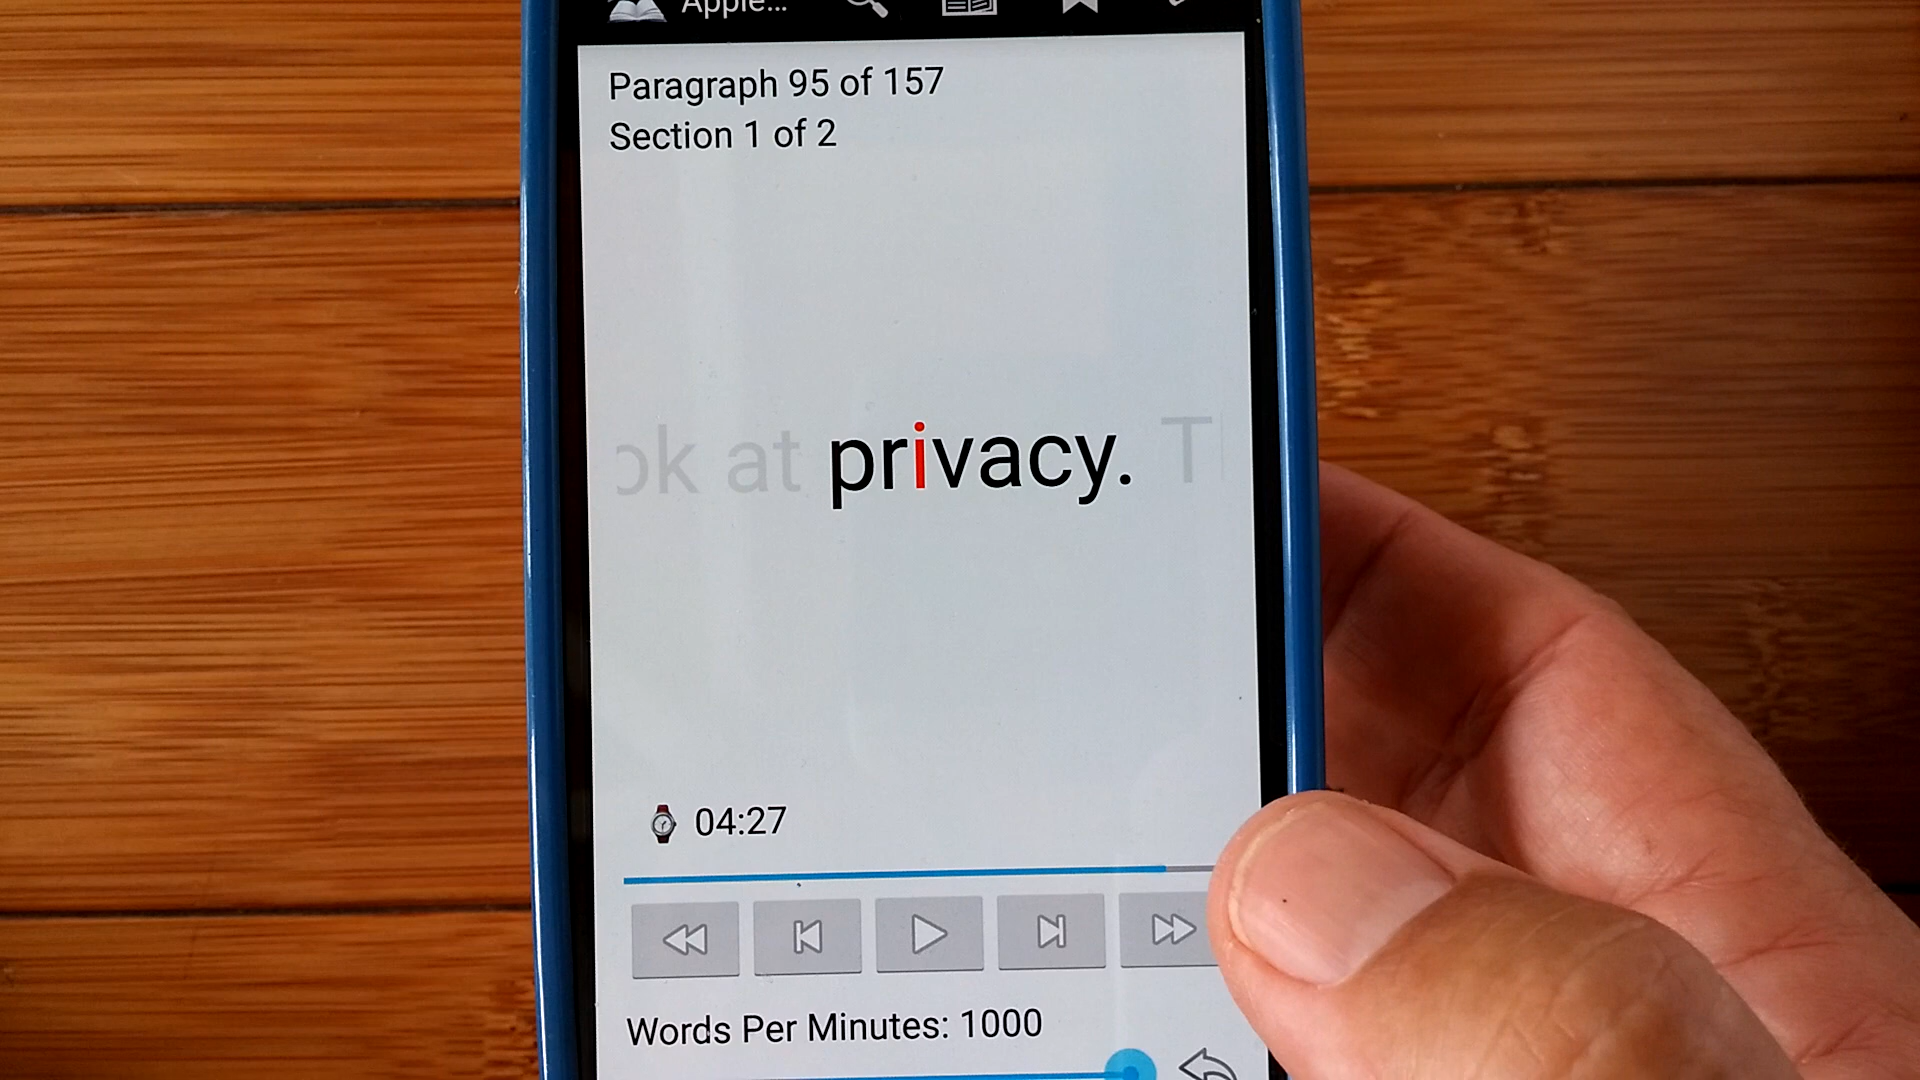 Apple...
Paragraph 95 of 157
Section 1 of 2
at privacy.
04:27
Words Per Minutes: 1000